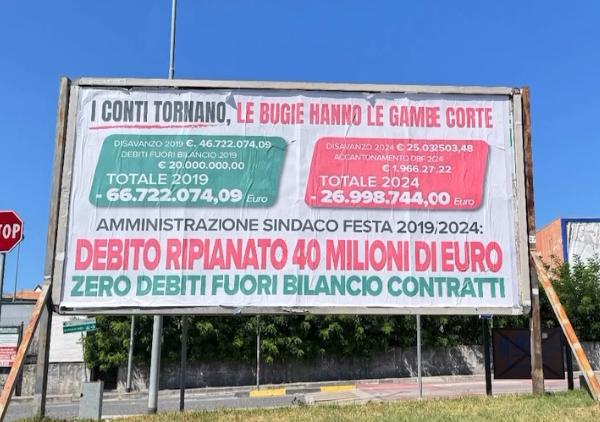 I CONTI TORNANO, LE BUGIE HANNO LE GAMBE CORTE
DISAVANZO 2019 €. 46.722.074,09
DEBITI FUORI BILANCIO 2019
€ 20.000.000,00
TOTALE 2019
- 66.722.074,09 Euro
DISAVANZO 2024 € 25.032503,48
ACCANTONAMENTO DBF 2024
€ 1.966.27,22
TOTALE 2024
- 26.998.744,00 Euro
AMMINISTRAZIONE SINDACO FESTA 2019/2024:
DEBITO RIPIANATO 40 MILIONI DI EURO
ZERO DEBITI FUORI BILANCIO CONTRATTI
TOP